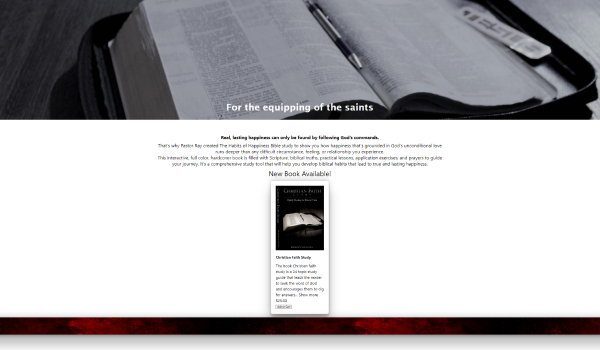 For the equipping of the saints
Real, lasting happiness can only be found by following God's commands.
That's why Pastor Ray created The Habits of Happiness Bible study to show you how happiness that's grounded in God's unconditional love
runs deeper than any difficult circumstance, feeling, or relationship you experience.
This interactive, full color, hardcover book is filled with Scripture, biblical truths, practical lessons, application exercises, and prayers to guide
your journey. It's a comprehensive study tool that will help you develop biblical habits that lead to true and lasting happiness.
New Book Available!
Christian Faith
Christian Faith Study
The book Christian faith
study is a 24 topic study
guide that leads the reader
to seek the word of God
and encourages them to dig
for answers... Show more